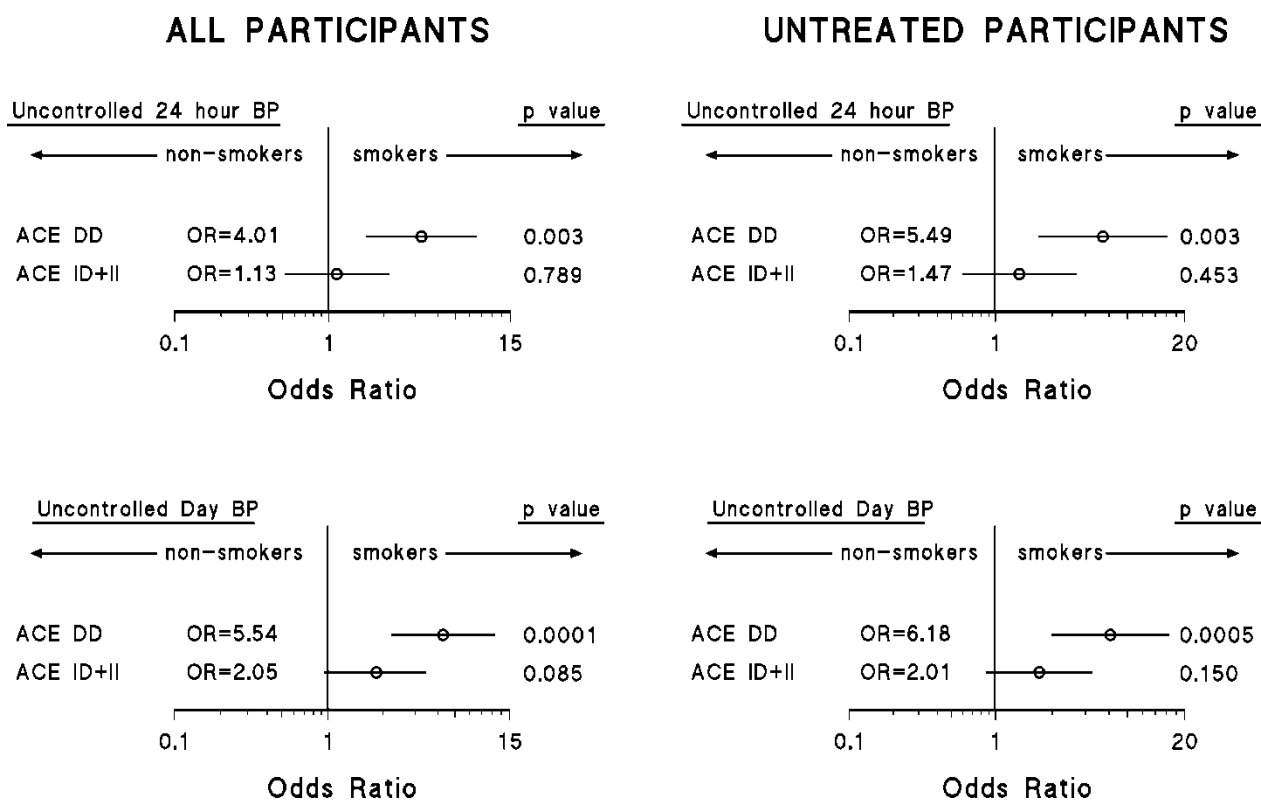 ALL PARTICIPANTS
Uncontrolled 24 hour BP p value
non-smokers smokers
ACE DD OR=4.01 0.003
ACE ID+II OR=1.13 0.789
0.1 1 15
Odds Ratio
Uncontrolled Day BP p value
non-smokers smokers
ACE DD OR=5.54 0.0001
ACE ID+II OR=2.05 0.085
0.1 1 15
Odds Ratio
UNTREATED PARTICIPANTS
Uncontrolled 24 hour BP p value
non-smokers smokers
ACE DD OR=5.49 0.003
ACE ID+II OR=1.47 0.453
0.1 1 20
Odds Ratio
Uncontrolled Day BP p value
non-smokers smokers
ACE DD OR=6.18 0.0005
ACE ID+II OR=2.01 0.150
0.1 1 20
Odds Ratio